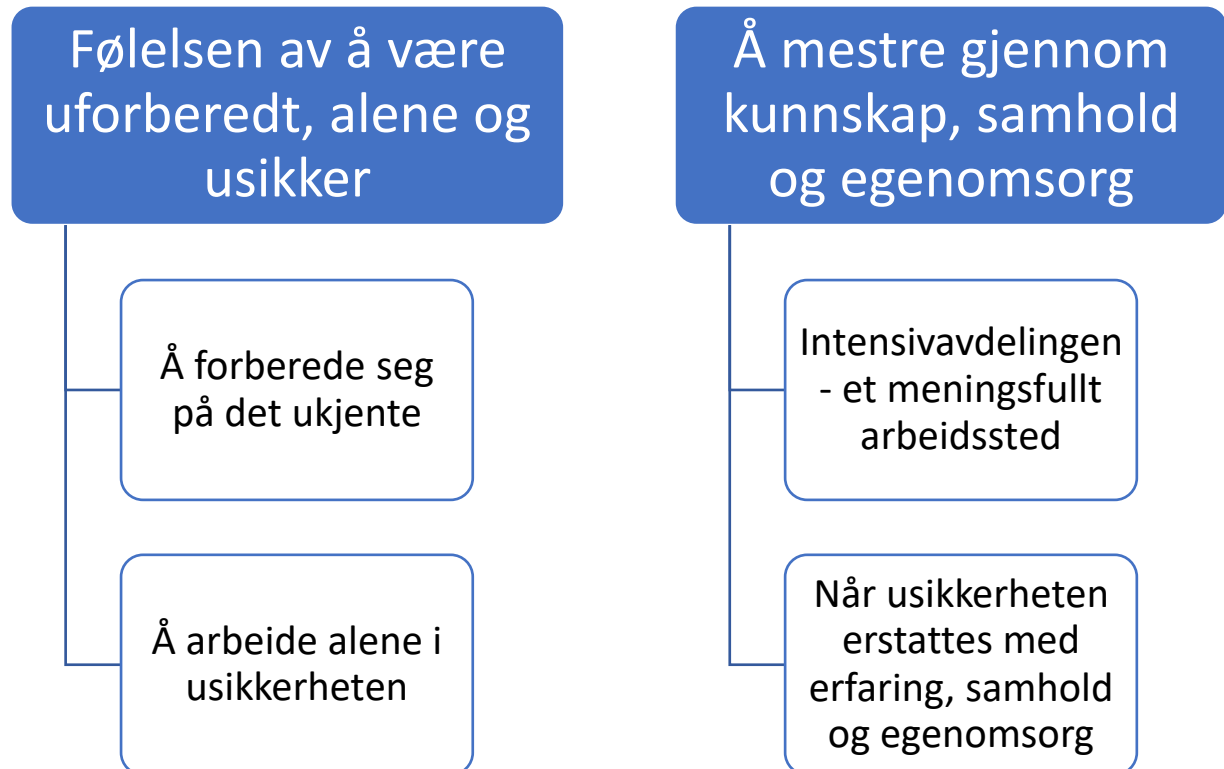 Følelsen av å være
uforberedt, alene og
usikker
Å forberede seg
på det ukjente
Å arbeide alene i
usikkerheten
Å mestre gjennom
kunnskap, samhold
og egenomsorg
Intensivavdelingen
- et meningsfullt
arbeidssted
Når usikkerheten
erstattes med
erfaring, samhold
og egenomsorg